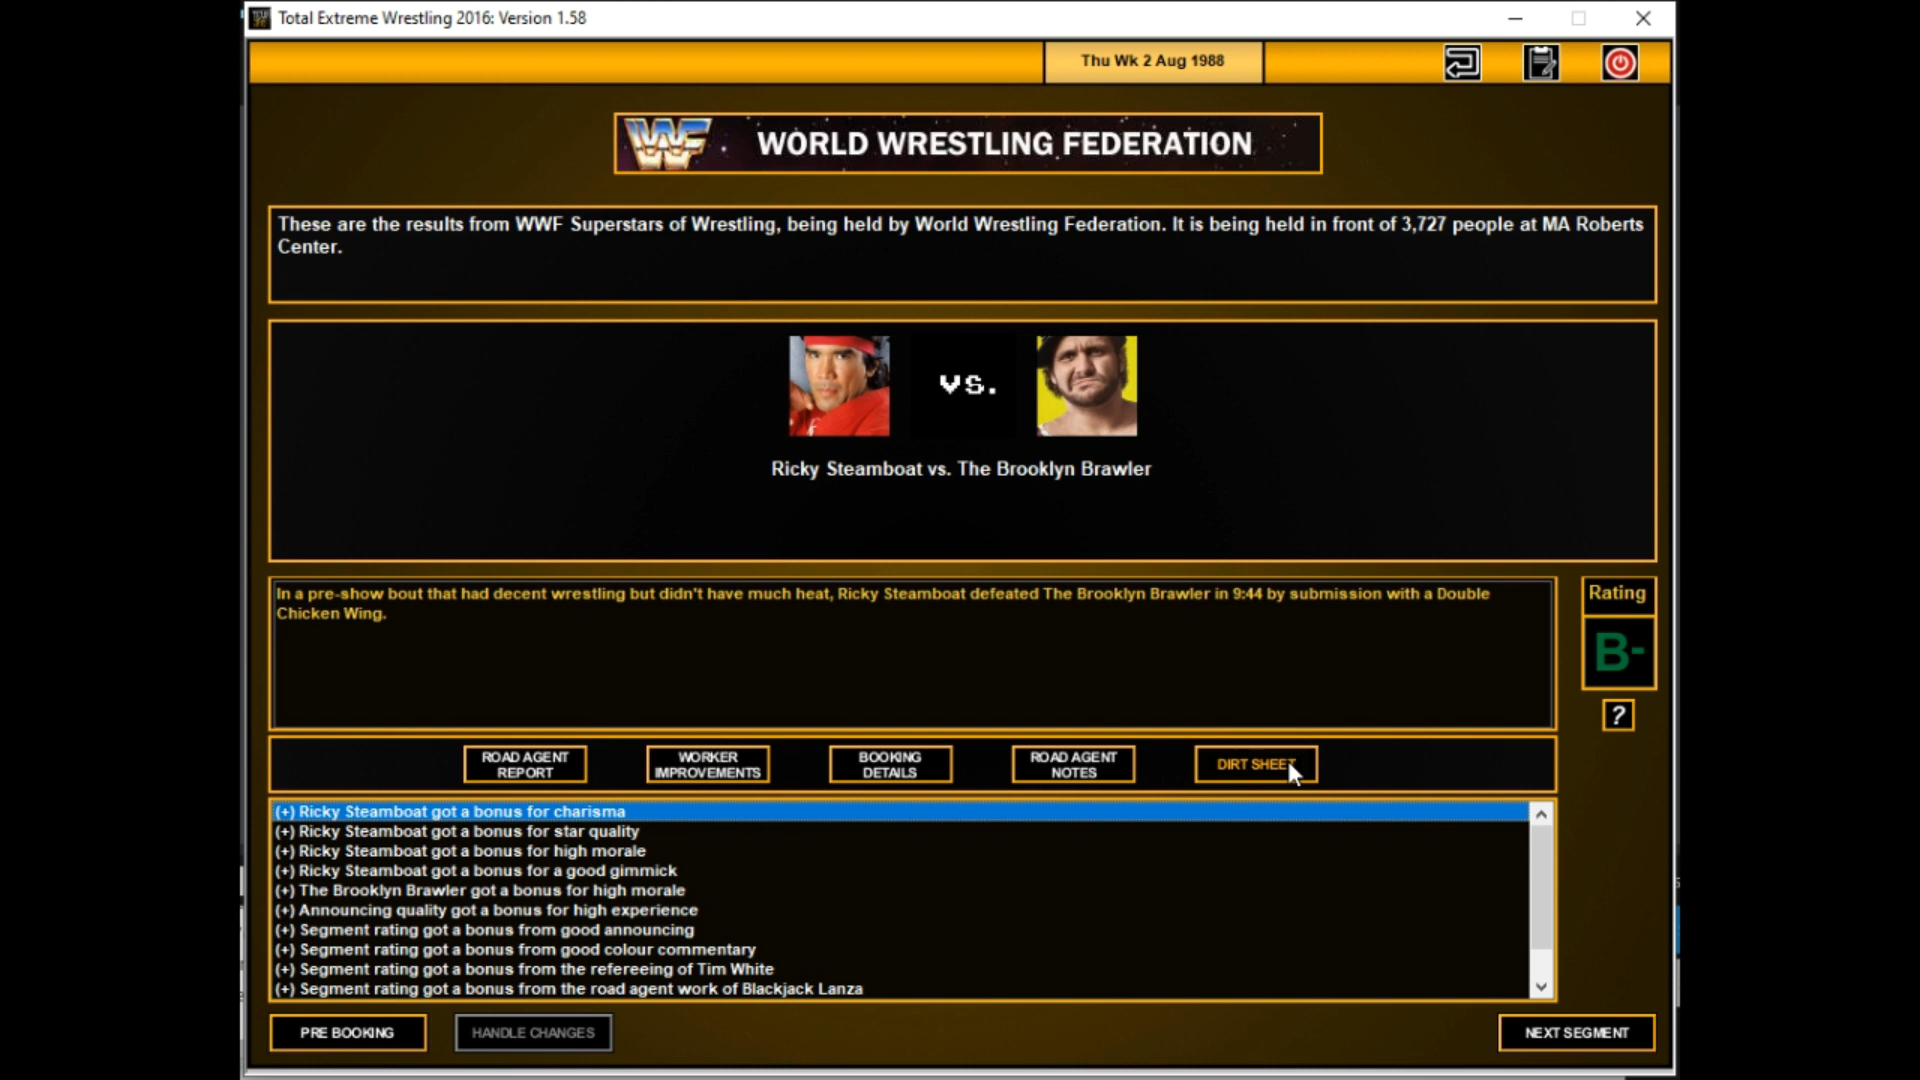 Total Extreme Wrestling 2016: Version 1.58
Thu Wk 2 Aug 1988
WF WORLD WRESTLING FEDERATION
These are the results from WWF Superstars of Wrestling, being held by World Wrestling Federation. It is being held in front of 3,727 people at MA Roberts
Center.
vs.
Ricky Steamboat vs. The Brooklyn Brawler
In a pre-show bout that had decent wrestling but didn't have much heat, Ricky Steamboat defeated The Brooklyn Brawler in 9:44 by submission with a Double
Chicken Wing.
Rating
B-
?
ROAD AGENT
REPORT
WORKER
IMPROVEMENTS
BOOKING
DETAILS
ROAD AGENT
NOTES
DIRT SHEET
(+) Ricky Steamboat got a bonus for charisma
(+) Ricky Steamboat got a bonus for star quality
(+) Ricky Steamboat got a bonus for high morale
(+) Ricky Steamboat got a bonus for a good gimmick
(+) The Brooklyn Brawler got a bonus for high morale
(+) Announcing quality got a bonus for high experience
(+) Segment rating got a bonus from good announcing
(+) Segment rating got a bonus from good colour commentary
(+) Segment rating got a bonus from the refereeing of Tim White
(+) Segment rating got a bonus from the road agent work of Blackjack Lanza
PRE BOOKING
HANDLE CHANGES
NEXT SEGMENT